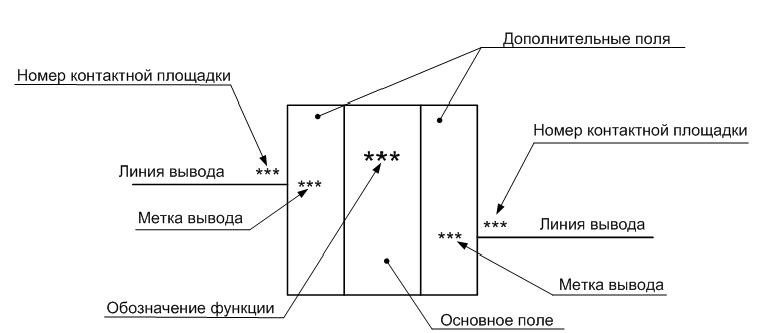 Дополнительные поля
Номер контактной площадки
Номер контактной площадки
***
Линия вывода
***
***
Метка вывода
***
Линия вывода
***
Метка вывода
Обозначение функции
Основное поле